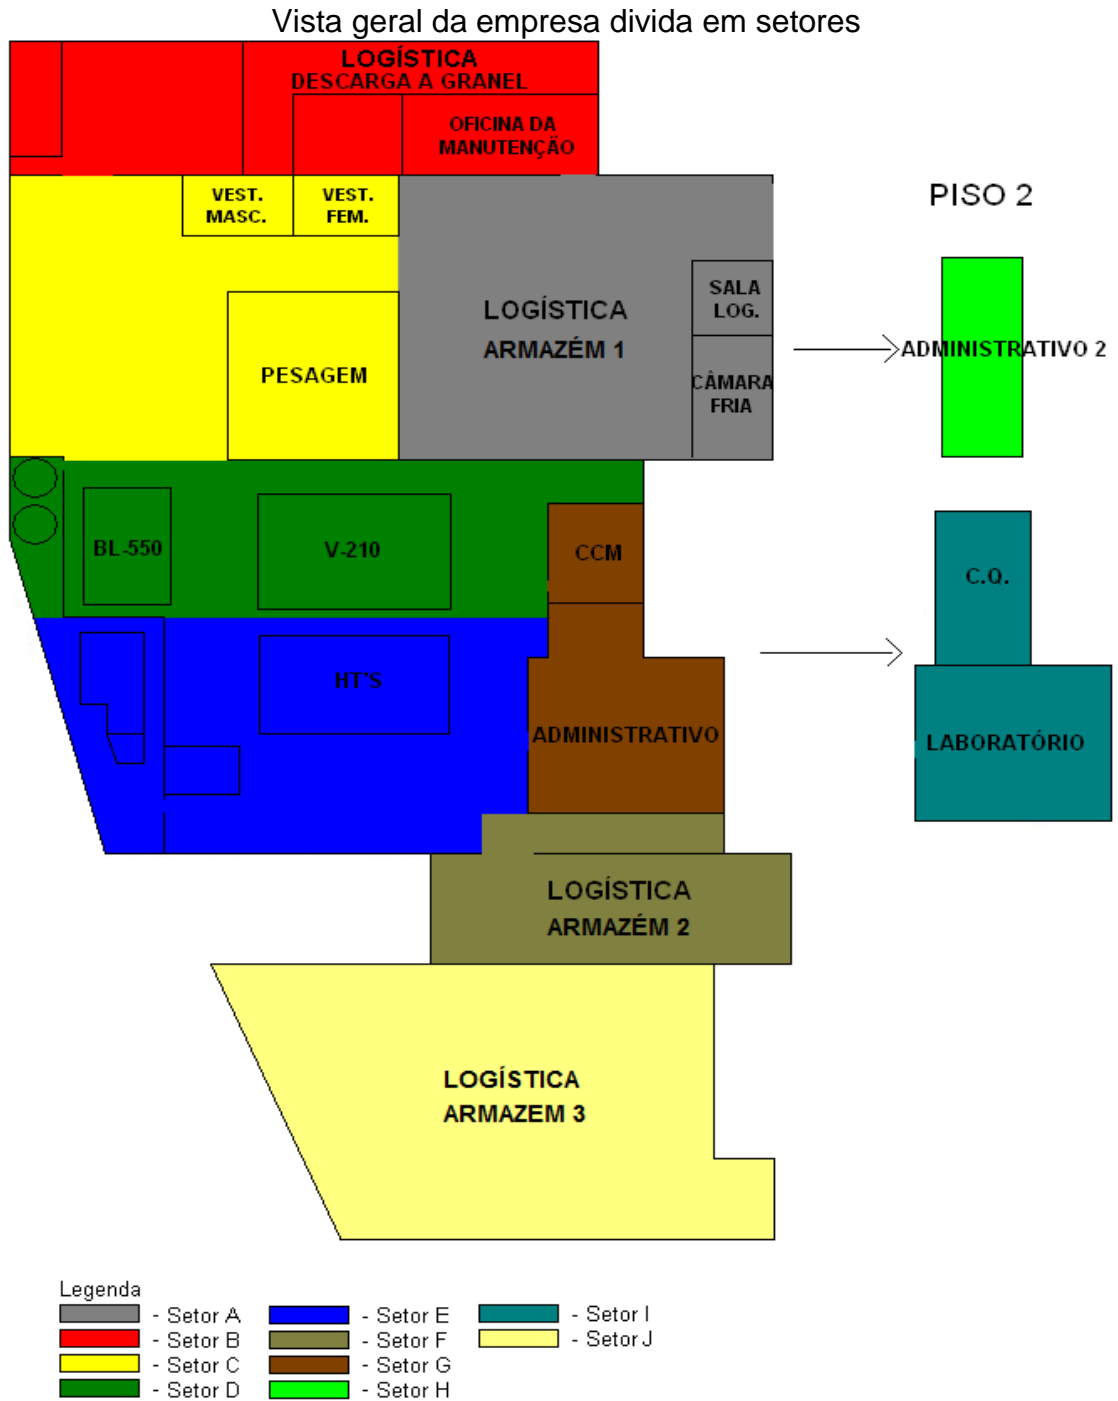 Vista geral da empresa divida em setores
LOGÍSTICA
DESCARGA A GRANEL
OFICINA DA
MANUTENÇÃO
VEST.
MASC.
VEST.
FEM.
PISO 2
SALA
LOG.
LOGÍSTICA
ARMAZÉM 1
ADMINISTRATIVO 2
PESAGEM
CÂMARA
FRIA
BL-550
V-210
CCM
C.Q.
HT'S
ADMINISTRATIVO
LABORATÓRIO
LOGÍSTICA
ARMAZÉM 2
LOGÍSTICA
ARMAZEM 3
Legenda
- Setor A
- Setor B
- Setor C
- Setor D
- Setor E
- Setor F
- Setor G
- Setor H
- Setor I
- Setor J